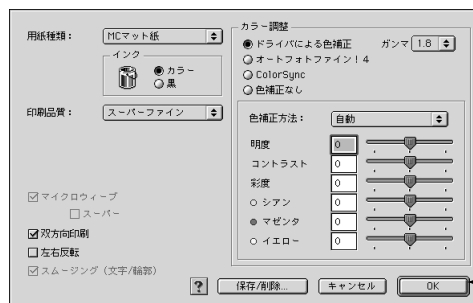 用紙種類： MCマット紙
インク
カラー
黒
印刷品質： スーパーファイン
マイクロウィーブ
スーパー
双方向印刷
左右反転
スムージング（文字/輪郭）
カラー調整
ドライバによる色補正 ガンマ 1.8
オートフォトファイン！4
ColorSync
色補正なし
色補正方法： 自動
明度 0
コントラスト 0
彩度 0
シアン 0
マゼンタ 0
イエロー 0
? 保存/削除... キャンセル OK